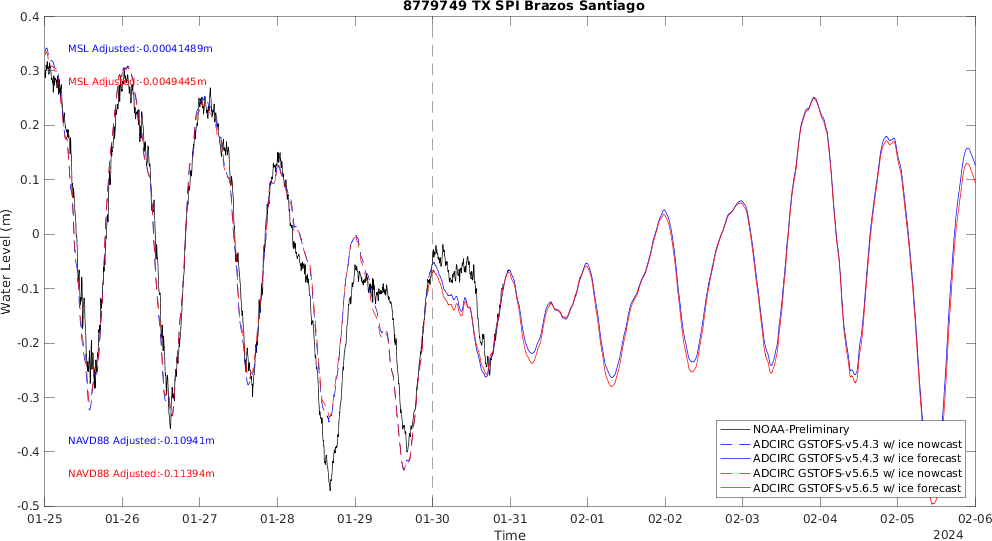 8779749 TX SPI Brazos Santiago
0.4
0.3
0.2
0.1
0
-0.1
-0.2
-0.3
-0.4
-0.5
Water Level (m)
MSL Adjusted:-0.00041489m
MSL Adjusted:-0.0049445m
NAVD88 Adjusted:-0.10941m
NAVD88 Adjusted:-0.11394m
NOAA-Preliminary
ADCIRC GSTOFS-v5.4.3 w/ ice nowcast
ADCIRC GSTOFS-v5.4.3 w/ ice forecast
ADCIRC GSTOFS-v5.6.5 w/ ice nowcast
ADCIRC GSTOFS-v5.6.5 w/ ice forecast
01-25 01-26 01-27 01-28 01-29 01-30 01-31 02-01 02-02 02-03 02-04 02-05 02-06
Time
2024